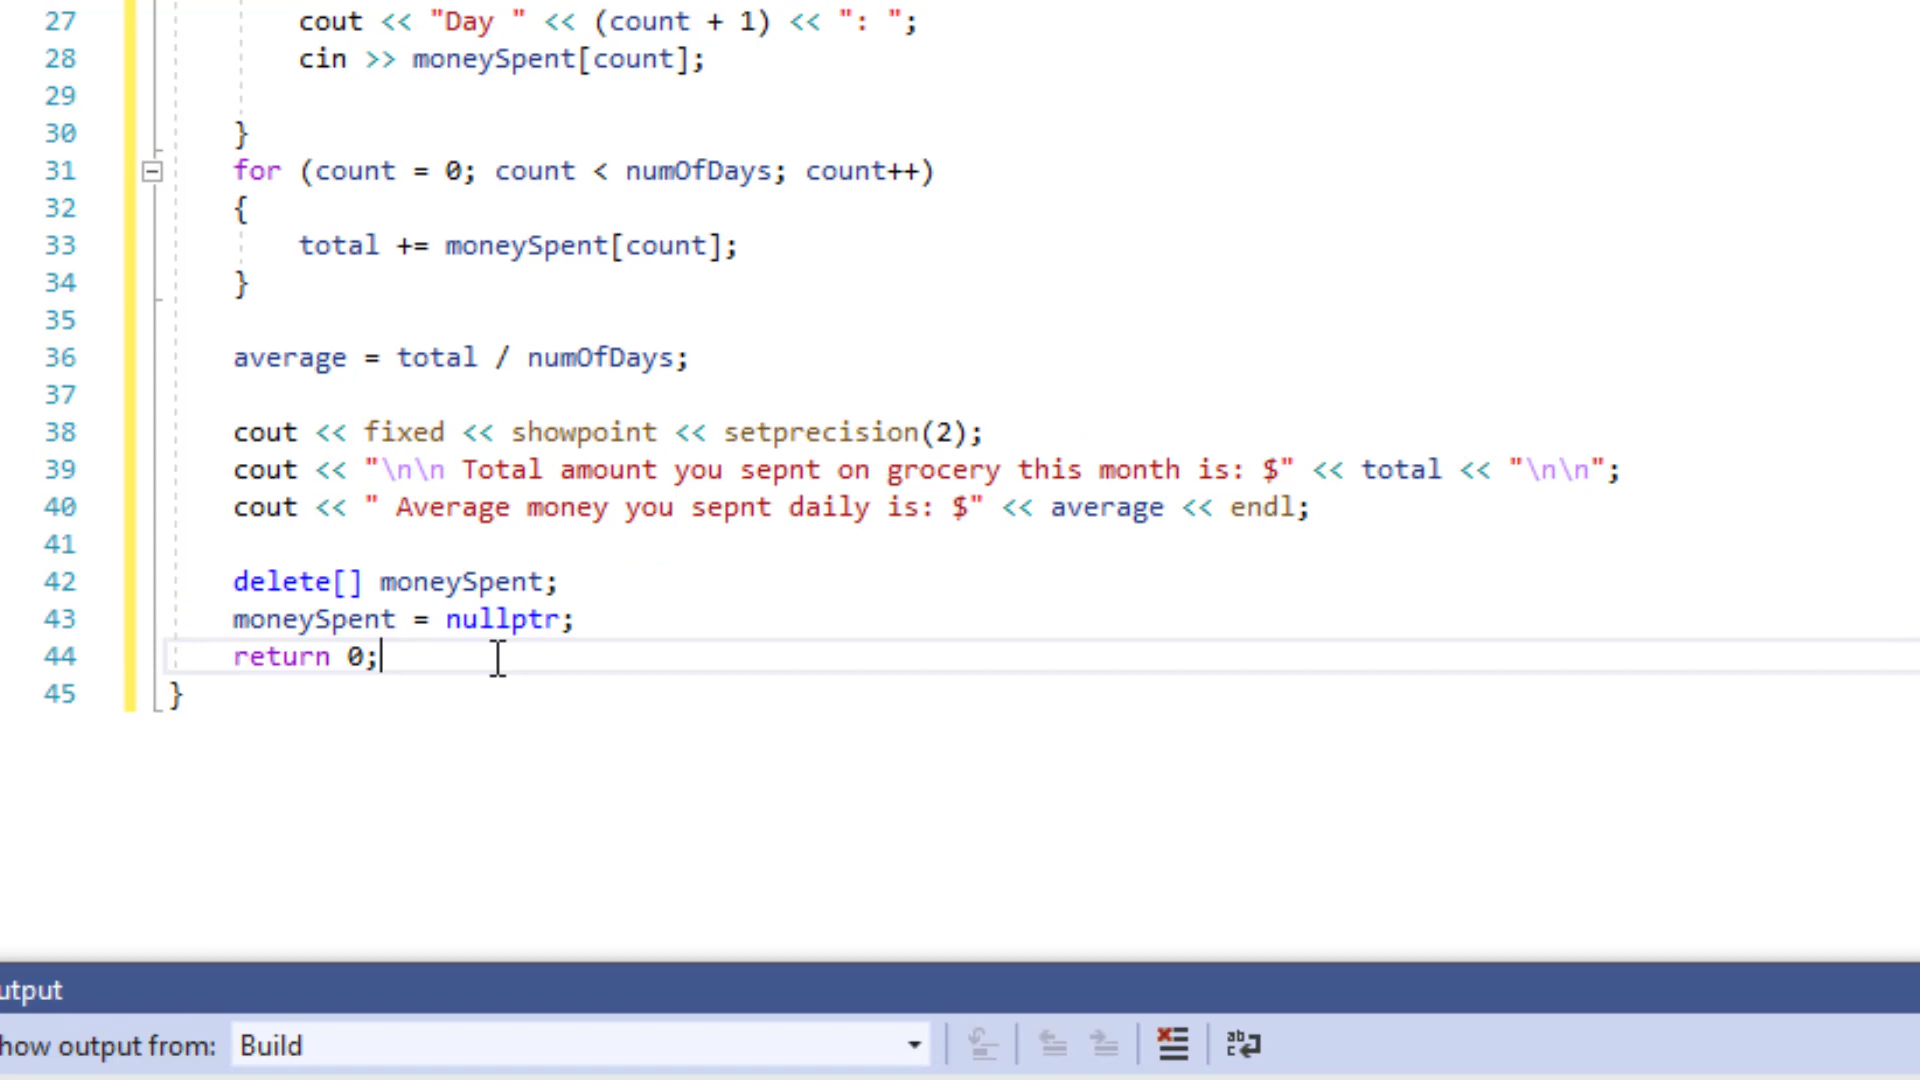 27 cout << "Day " << (count + 1) << ": ";
28 cin >> moneySpent[count];
29
30 }
31 for (count = 0; count < numOfDays; count++)
32 {
33 total += moneySpent[count];
34 }
35
36 average = total / numOfDays;
37
38 cout << fixed << showpoint << setprecision(2);
39 cout << "\n\n Total amount you sepnt on grocery this month is: $" << total << "\n\n";
40 cout << " Average money you sepnt daily is: $" << average << endl;
41
42 delete[] moneySpent;
43 moneySpent = nullptr;
44 return 0;
45 }
utput
how output from: Build